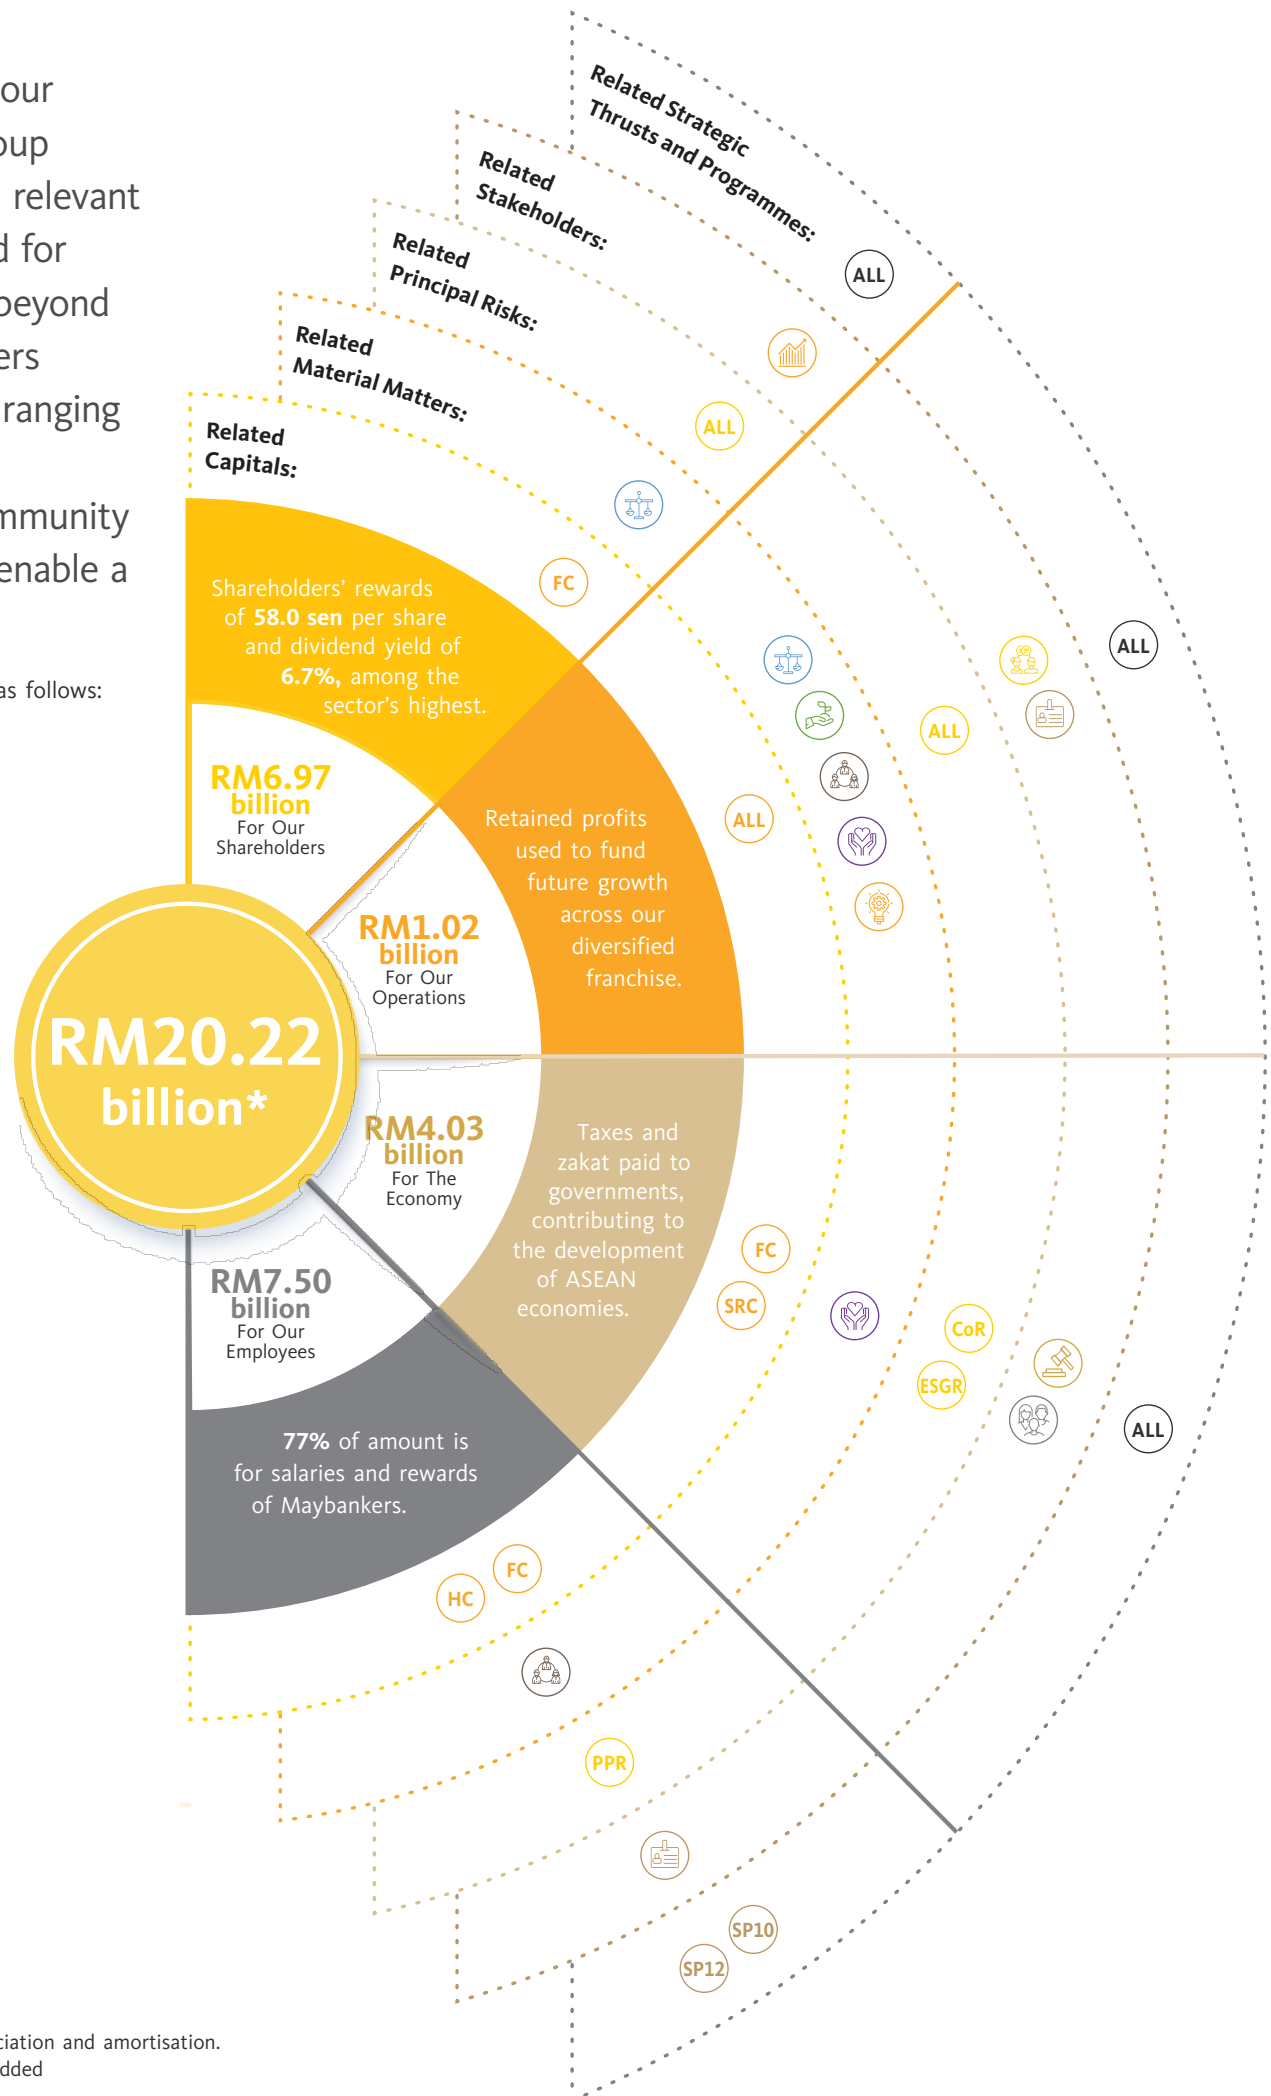 our
oup
relevant
d for
beyond
ers
ranging
mmunity
enable a
as follows:
Related Strategic
Thrusts and Programmes:
ALL
Related
Stakeholders:
Related
Principal Risks:
ALL
Related
Material Matters:
Related
Capitals:
FC
Shareholders' rewards
of 58.0 sen per share
and dividend yield of
6.7%, among the
sector's highest.
RM6.97
billion
For Our
Shareholders
Retained profits
used to fund
future growth
across our
diversified
franchise.
RM1.02
billion
For Our
Operations
ALL
ALL
ALL
RM20.22
billion*
RM4.03
billion
For The
Economy
Taxes and
zakat paid to
governments,
contributing to
the development
of ASEAN
economies.
FC
SRC
CoR
ESGR
ALL
RM7.50
billion
For Our
Employees
77% of amount is
for salaries and rewards
of Maybankers.
FC
HC
PPR
SP10
SP12
ciation and amortisation.
dded